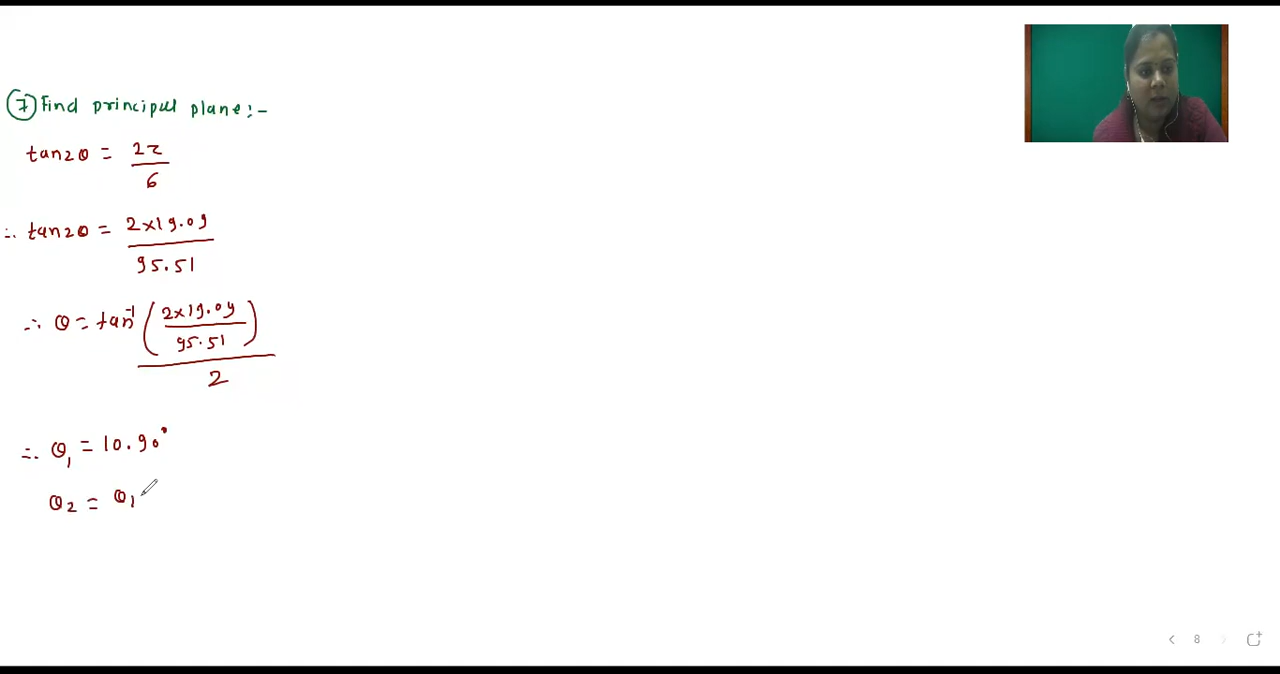 ⑦ Find principal plane:-
tan2θ = 2τ/6
∴ tan2θ = 2×19.09/95.51
∴ θ = tan⁻¹(2×19.09/95.51)/2
∴ θ₁ = 10.90°
θ₂ = θ₁
8